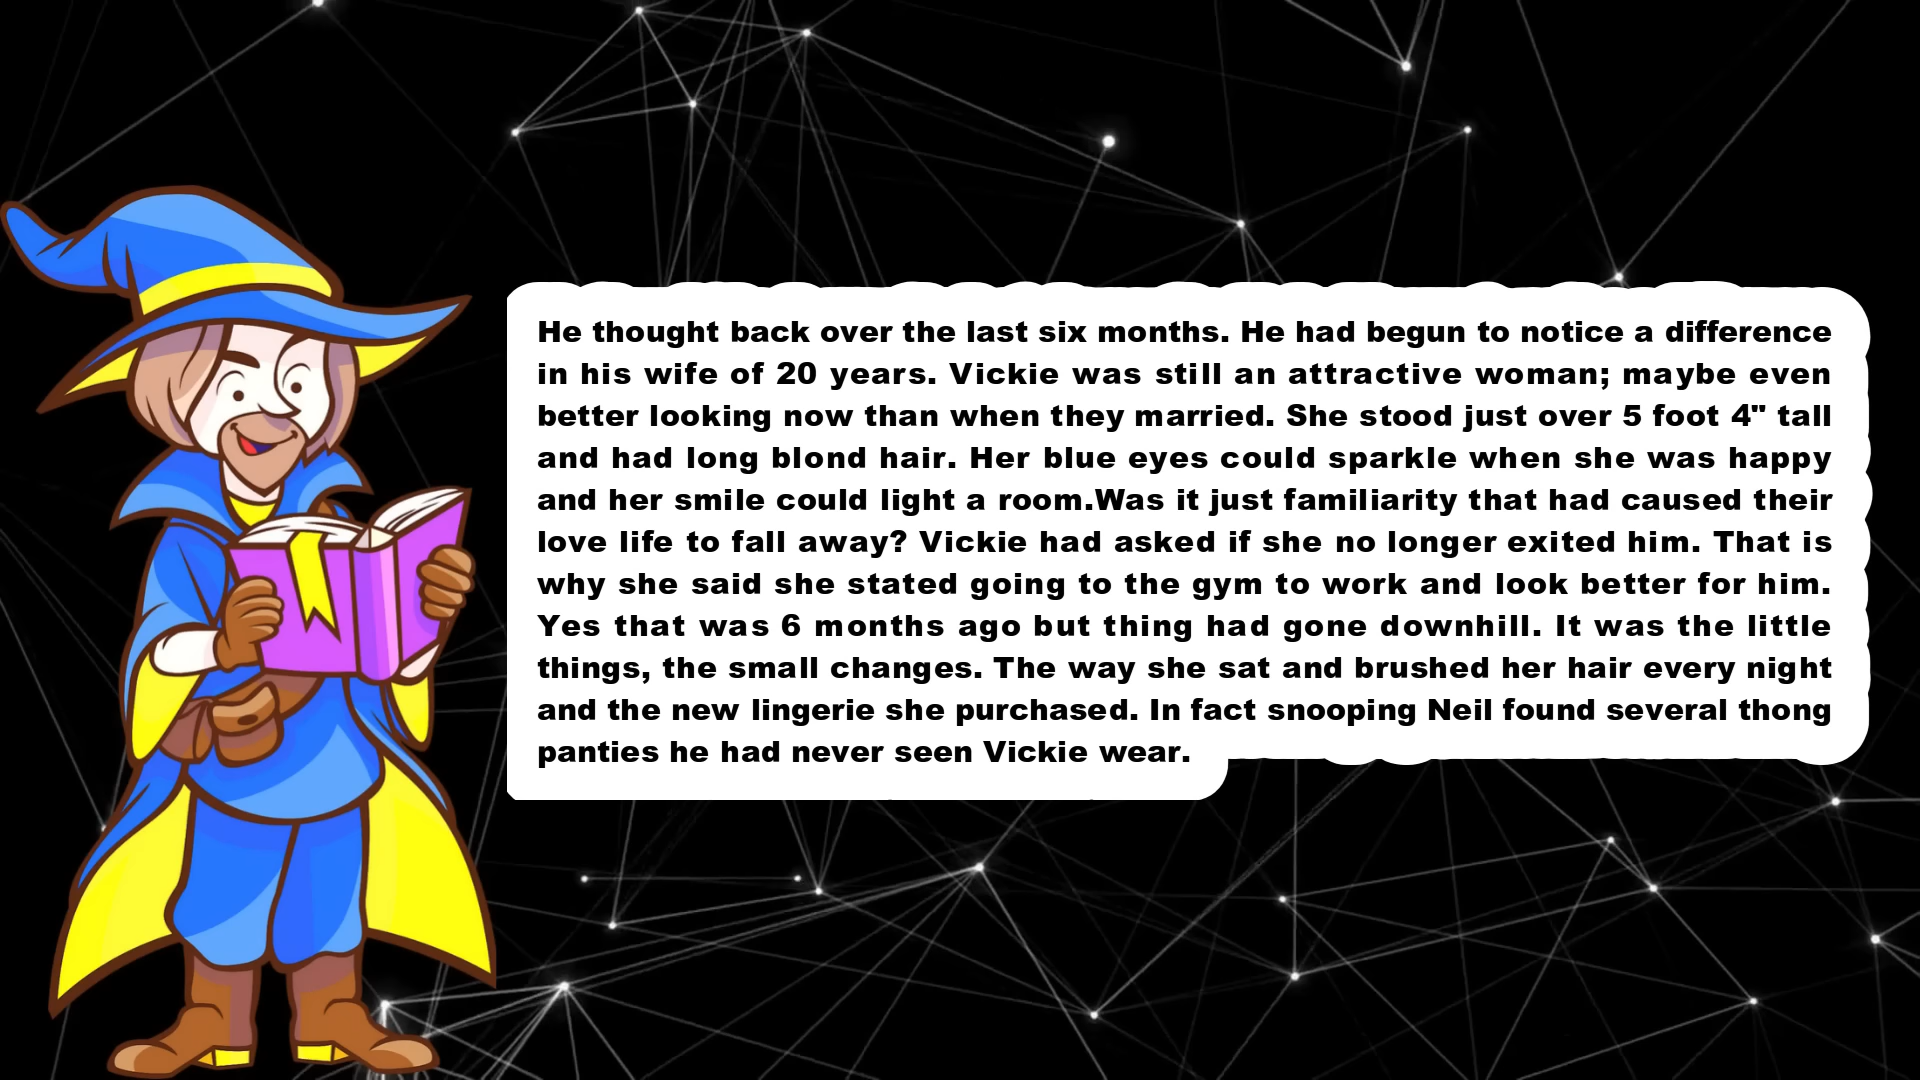 He thought back over the last six months. He had begun to notice a difference
in his wife of 20 years. Vickie was still an attractive woman; maybe even
better looking now than when they married. She stood just over 5 foot 4" tall
and had long blond hair. Her blue eyes could sparkle when she was happy
and her smile could light a room.Was it just familiarity that had caused their
love life to fall away? Vickie had asked if she no longer exited him. That is
why she said she stated going to the gym to work and look better for him.
Yes that was 6 months ago but thing had gone downhill. It was the little
things, the small changes. The way she sat and brushed her hair every night
and the new lingerie she purchased. In fact snooping Neil found several thong
panties he had never seen Vickie wear.